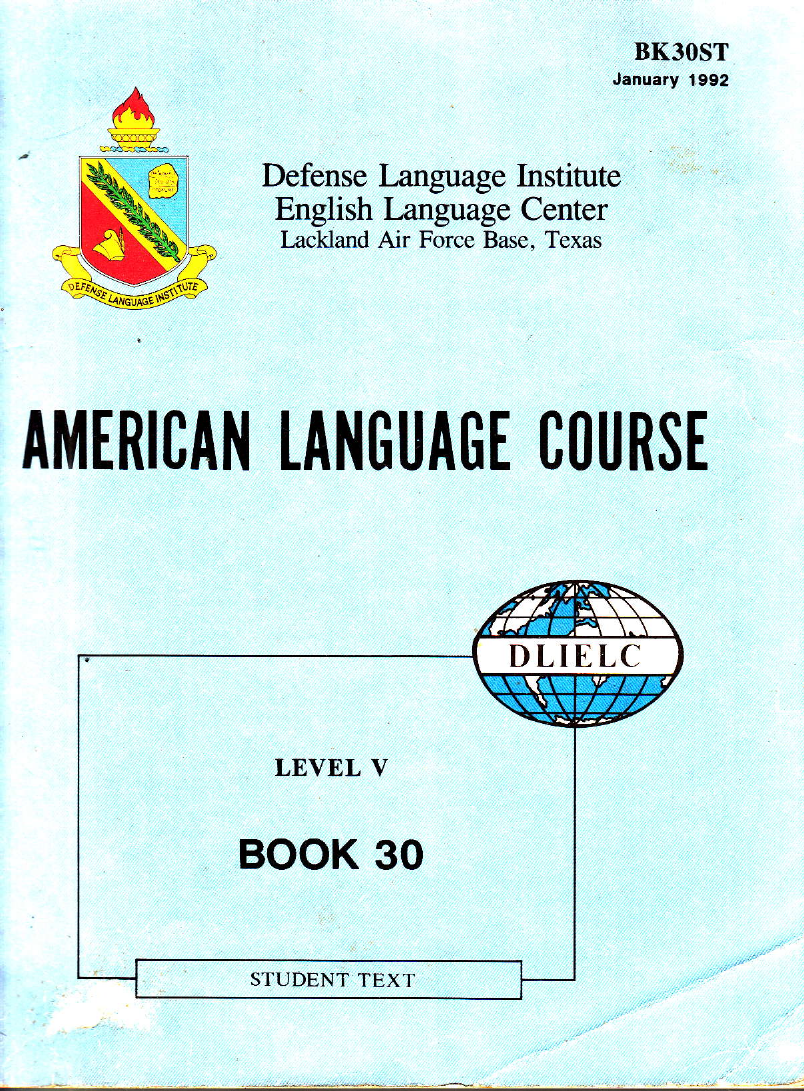 BK30ST
January 1992
Defense Language Institute
English Language Center
Lackland Air Force Base, Texas
DEFENSE LANGUAGE INSTITUTE
AMERICAN LANGUAGE COURSE
DLIELC
LEVEL V
BOOK 30
STUDENT TEXT